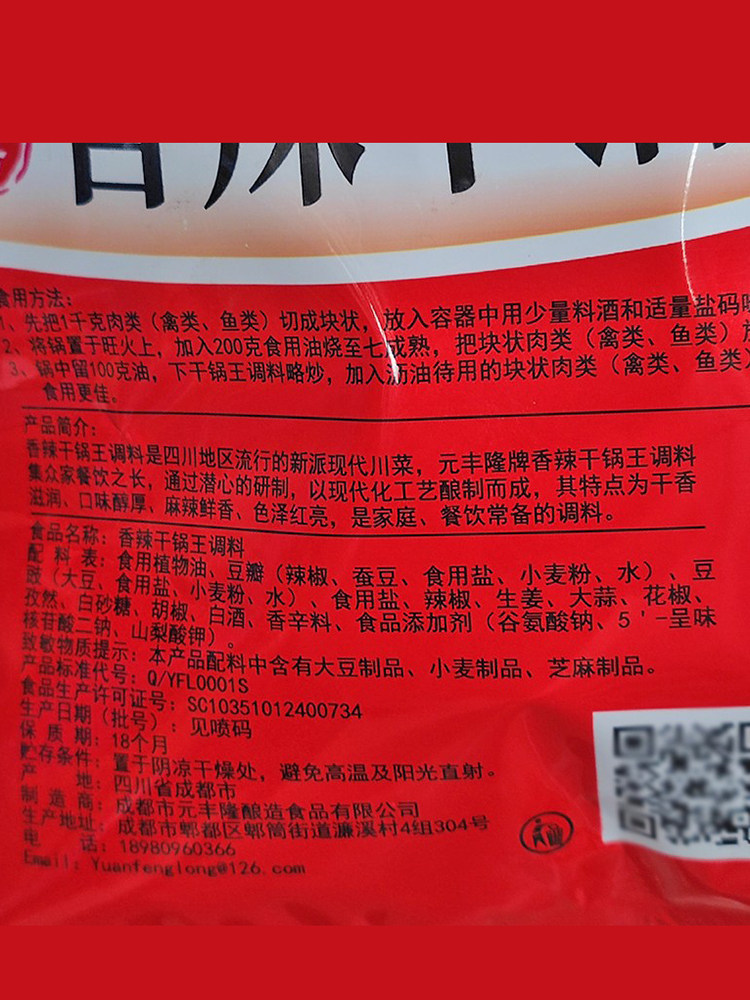 香辣干锅
食用方法：
1、先把1千克肉类（禽类、鱼类）切成块状，放入容器中用少量料酒和适量盐码
2、将锅置于旺火上，加入200克食用油烧至七成熟，把块状肉类（禽类、鱼类）
3、锅中留100克油，下干锅王调料略炒，加入沥油待用的块状肉类（禽类、鱼类
食用更佳。
产品简介：
香辣干锅王调料是四川地区流行的新派现代川菜，元丰隆牌香辣干锅王调料
集众家餐饮之长，通过潜心的研制，以现代化工艺酿制而成，其特点为干香
滋润、口味醇厚、麻辣鲜香、色泽红亮，是家庭、餐饮常备的调料。
食品名称：香辣干锅王调料
配 料 表：食用植物油、豆瓣（辣椒、蚕豆、食用盐、小麦粉、水）、豆
豉（大豆、食用盐、小麦粉、水）、食用盐、辣椒、生姜、大蒜、花椒、
孜然、白砂糖、胡椒、白酒、香辛料、食品添加剂（谷氨酸钠、5'-呈味
核苷酸二钠、山梨酸钾）。
致敏物质提示：本产品配料中含有大豆制品、小麦制品、芝麻制品。
产品标准代号：Q/YFL0001S
食品生产许可证号：SC10351012400734
生产日期（批号）：见喷码
保 质 期：18个月
贮存条件：置于阴凉干燥处，避免高温及阳光直射。
产 地：四川省成都市
制 造 商：成都市元丰隆酿造食品有限公司
生产地址：成都市郫都区郫筒街道濂溪村4组304号
电 话：18980960366
Email：Yuanfenglong@126.com